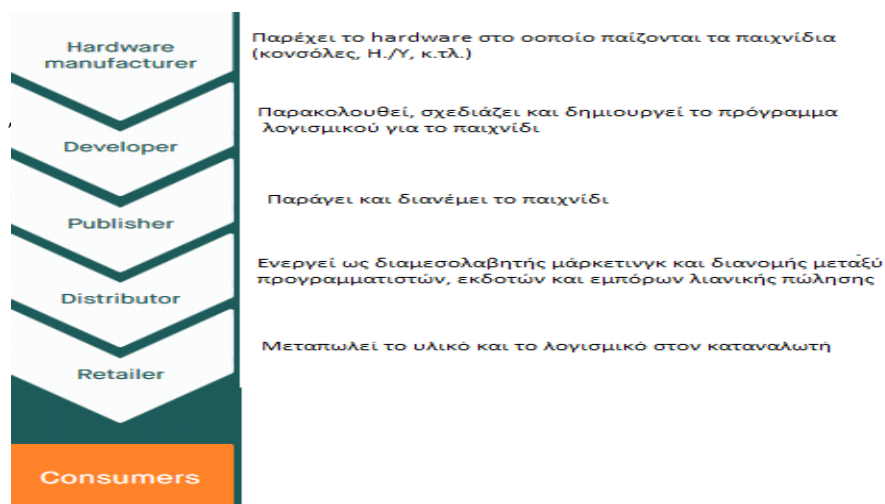 Hardware
manufacturer
Παρέχει το hardware στο οοποίο παίζονται τα παιχνίδια
(κονσόλες, Η./Υ, κ.τλ.)
Developer
Παρακολουθεί, σχεδιάζει και δημιουργεί το πρόγραμμα
λογισμικού για το παιχνίδι
Publisher
Παράγει και διανέμει το παιχνίδι
Distributor
Ενεργεί ως διαμεσολαβητής μάρκετινγκ και διανομής μεταξύ
προγραμματιστών, εκδοτών και εμπόρων λιανικής πώλησης
Retailer
Μεταπωλεί το υλικό και το λογισμικό στον καταναλωτή
Consumers